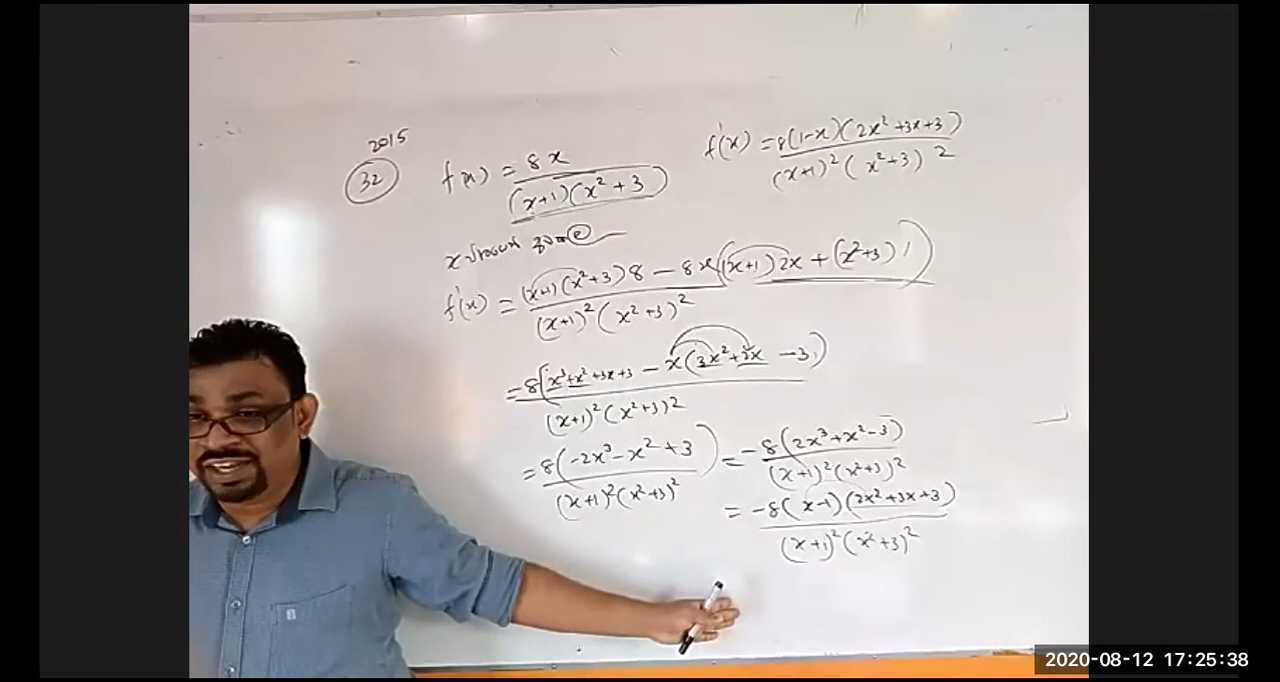 2015
32
f(x) = 8x / (x+1)(x² + 3)
f'(x) = 8(1-x)(2x² + 3x + 3) / (x+1)² (x² + 3)²
f'(x) = (x+1)(x² + 3)8 - 8x((x+1)2x + (x² + 3)1) / (x+1)² (x² + 3)²
= 8(x³ + x² + 3x + 3 - x(3x² + 2x - 3)) / (x+1)² (x² + 3)2
= 8(-2x³ - x² + 3) / (x+1)² (x² + 3)²
= -8(2x³ + x² - 3) / (x+1)² (x² + 3)²
= -8(x-1)(2x² + 3x + 3) / (x+1)² (x² + 3)²
2020-08-12 17:25:38